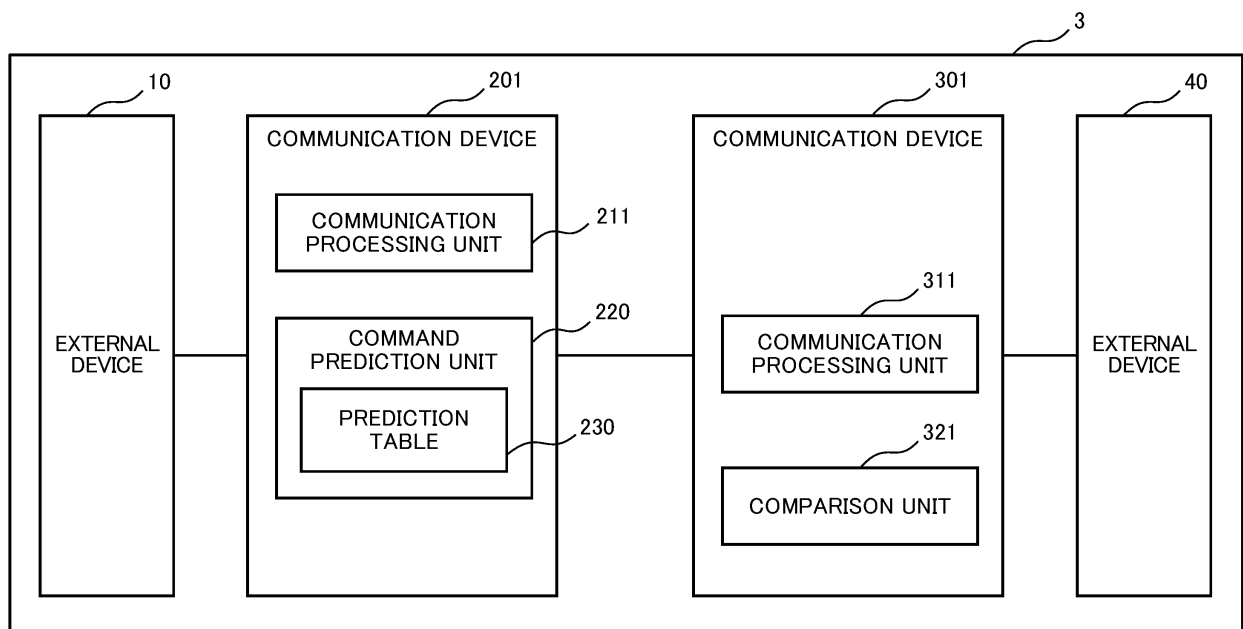 3
10
201
301
40
COMMUNICATION DEVICE
COMMUNICATION DEVICE
COMMUNICATION
PROCESSING UNIT
211
311
220
COMMAND
PREDICTION UNIT
EXTERNAL
DEVICE
COMMUNICATION
PROCESSING UNIT
EXTERNAL
DEVICE
PREDICTION
TABLE
230
321
COMPARISON UNIT